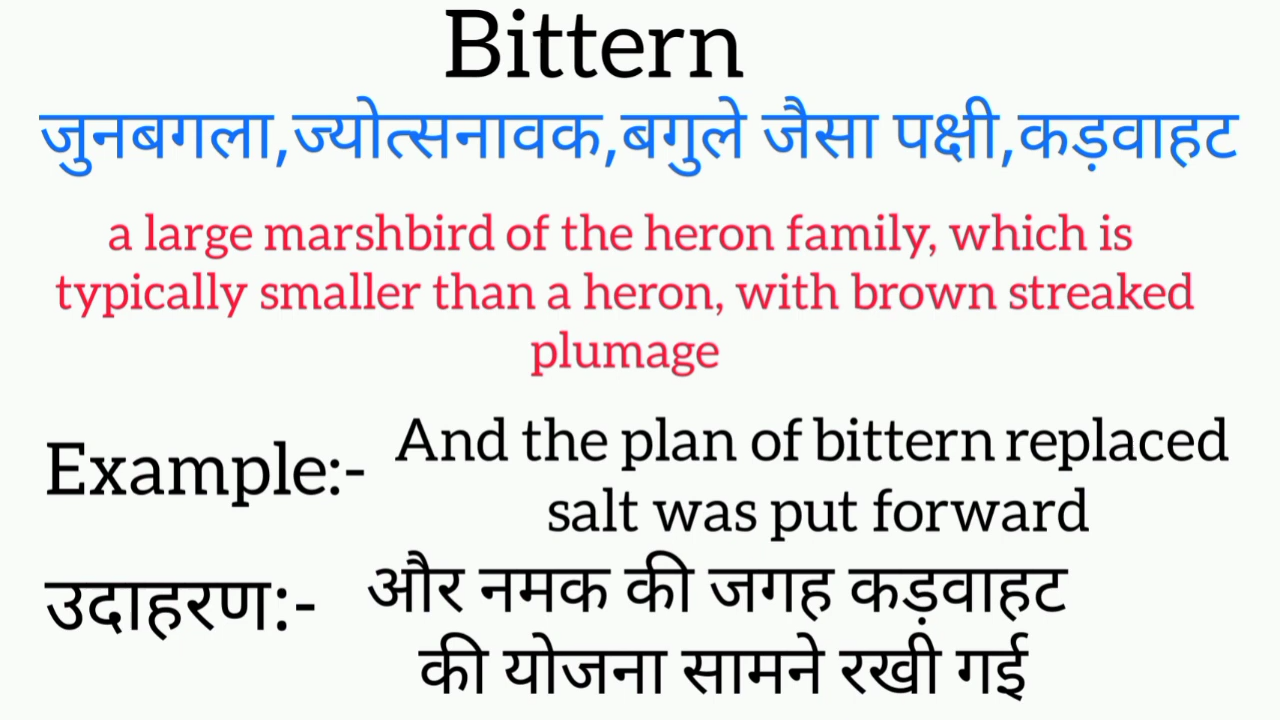 Bittern
जुनबगला,ज्योत्सनावक,बगुले जैसा पक्षी,कड़वाहट
a large marshbird of the heron family, which is
typically smaller than a heron, with brown streaked
plumage
Example:- And the plan of bittern replaced
salt was put forward
उदाहरण:- और नमक की जगह कड़वाहट
की योजना सामने रखी गई